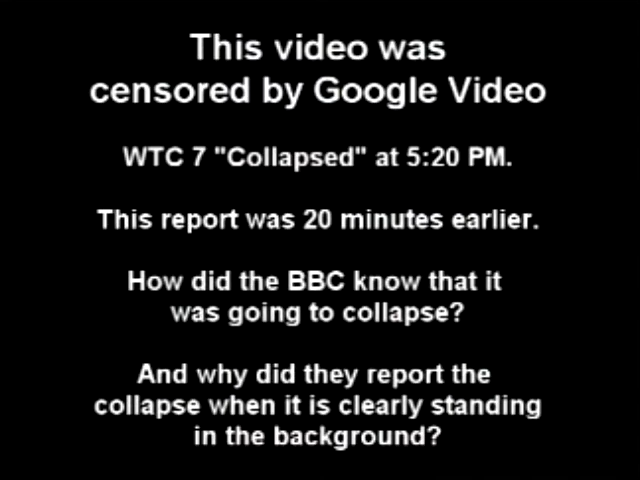 This video was
censored by Google Video
WTC 7 "Collapsed" at 5:20 PM.
This report was 20 minutes earlier.
How did the BBC know that it
was going to collapse?
And why did they report the
collapse when it is clearly standing
in the background?